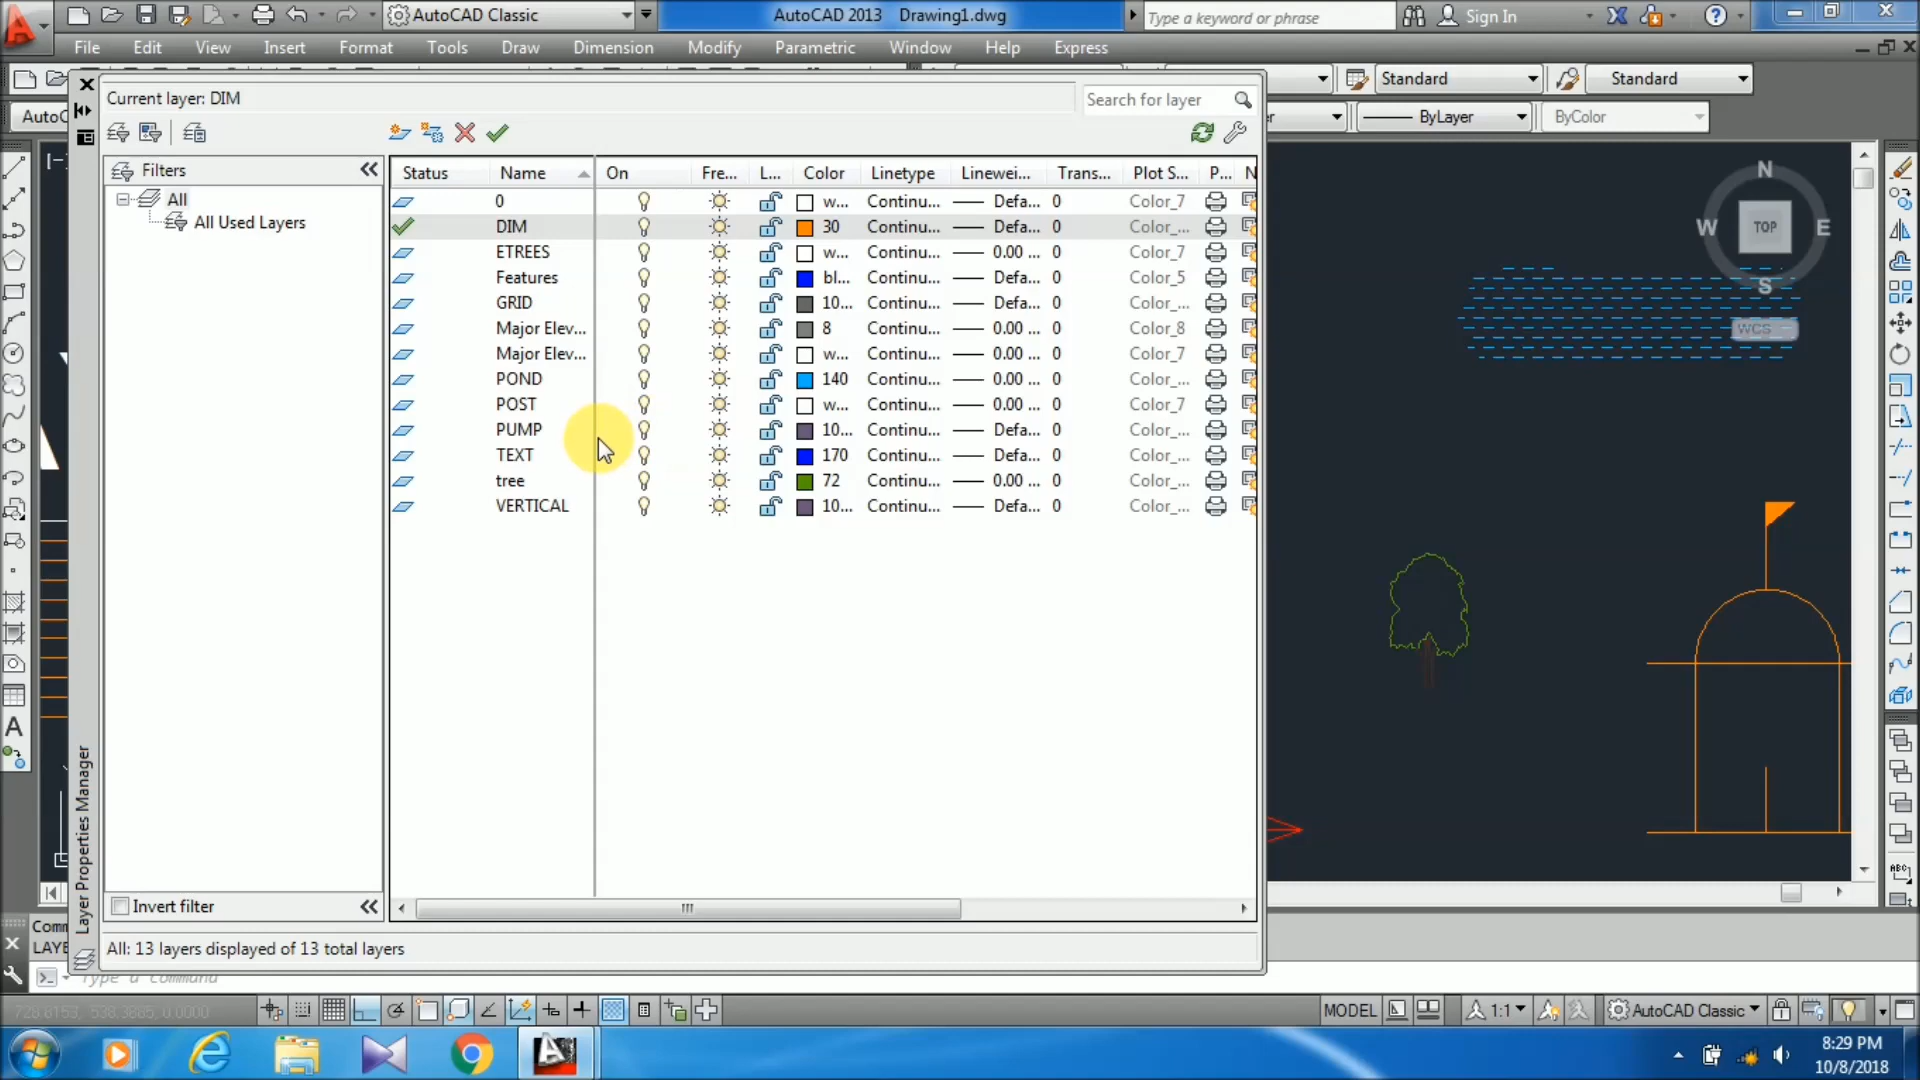 AutoCAD Classic
AutoCAD 2013 Drawing1.dwg
Type a keyword or phrase
Sign In
File Edit View Insert Format Tools Draw Dimension Modify Parametric Window Help Express
Standard
Standard
AutoC
ByLayer
ByColor
Current layer: DIM
Search for layer
Filters
All
All Used Layers
Status Name On Fre... L... Color Linetype Linewei... Trans... Plot S... P... N
0 w... Continu... Defa... 0 Color_7
DIM 30 Continu... Defa... 0 Color_...
ETREES w... Continu... 0.00 ... 0 Color_7
Features bl... Continu... Defa... 0 Color_5
GRID 10... Continu... Defa... 0 Color_...
Major Elev... 8 Continu... 0.00 ... 0 Color_8
Major Elev... w... Continu... 0.00 ... 0 Color_7
POND 140 Continu... 0.00 ... 0 Color_...
POST w... Continu... 0.00 ... 0 Color_7
PUMP 10... Continu... Defa... 0 Color_...
TEXT 170 Continu... Defa... 0 Color_...
tree 72 Continu... 0.00 ... 0 Color_...
VERTICAL 10... Continu... Defa... 0 Color_...
N
W TOP E
S
WCS
Layer Properties Manager
Invert filter
All: 13 layers displayed of 13 total layers
Comm
LAYE
Type a command
MODEL
1:1
AutoCAD Classic
8:29 PM
10/8/2018